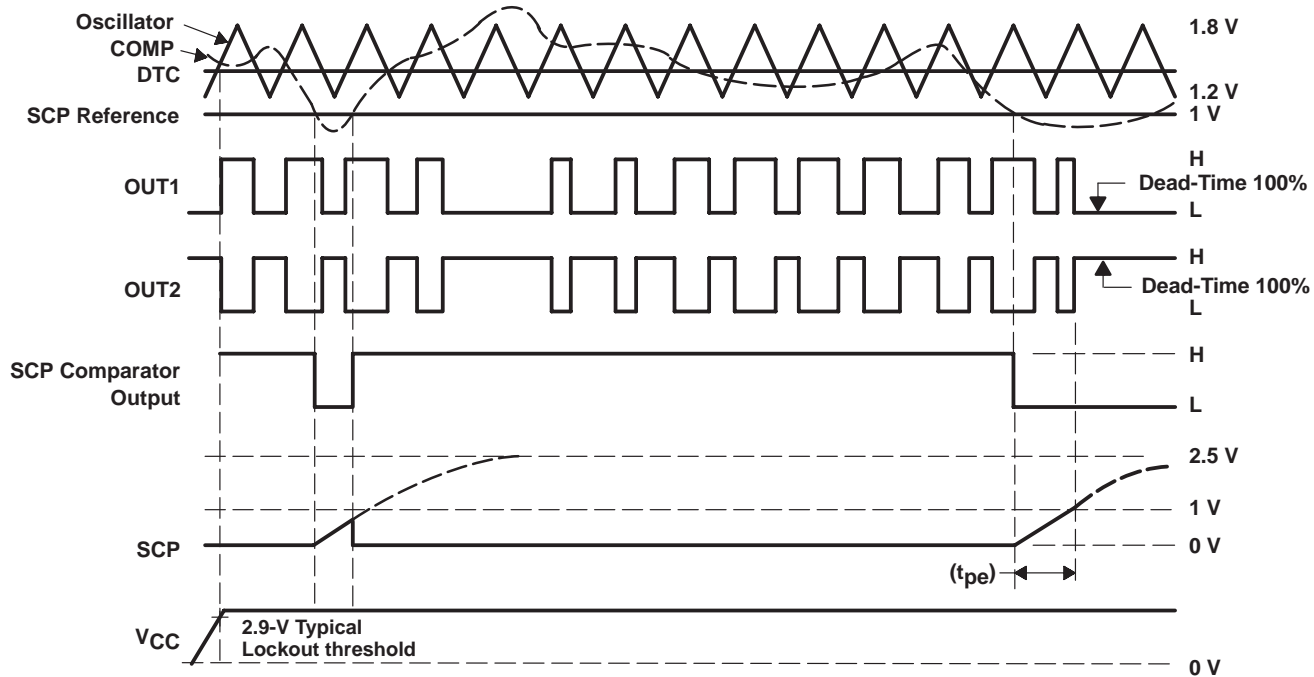 Oscillator
COMP
DTC
SCP Reference
1.8 V
1.2 V
1 V
OUT1
H
Dead-Time 100%
L
OUT2
H
Dead-Time 100%
L
SCP Comparator
Output
H
L
2.5 V
1 V
SCP
0 V
(tpe)
VCC
2.9-V Typical
Lockout threshold
0 V